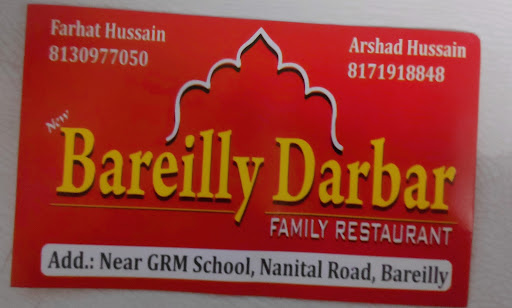 Farhat Hussain
8130977050
Arshad Hussain
8171918848
New
Bareilly Darbar
FAMILY RESTAURANT
Add.: Near GRM School, Nanital Road, Bareilly